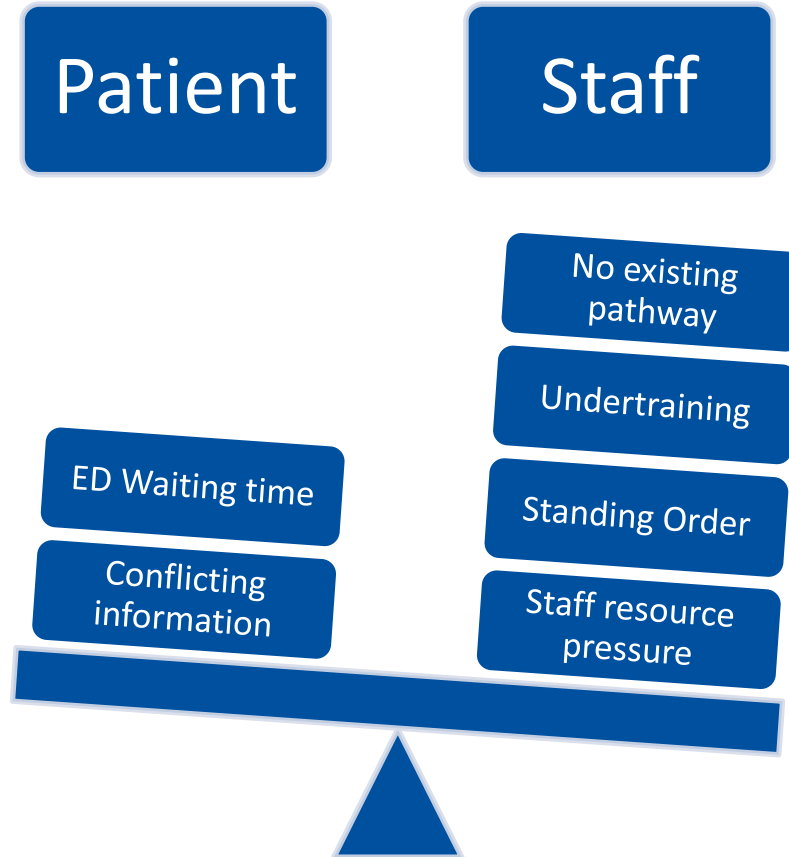 Patient
Staff
No existing
pathway
Undertraining
ED Waiting time
Standing Order
Conflicting
information
Staff resource
pressure